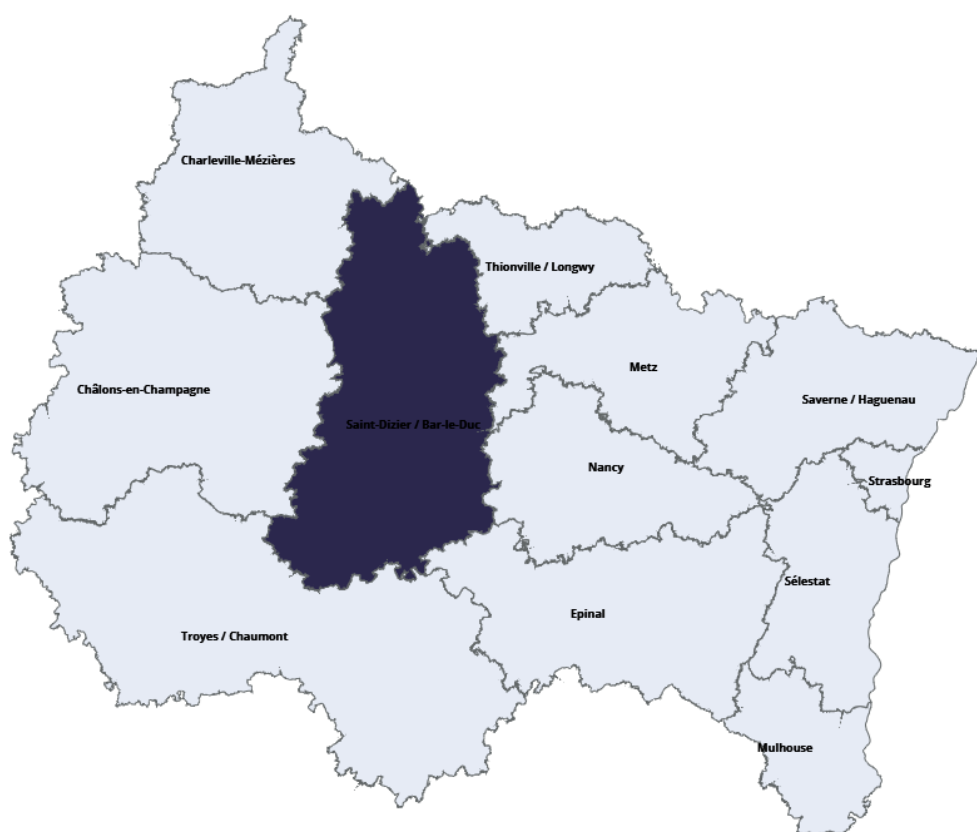 Charleville-Mézières
Thionville / Longwy
Metz
Châlons-en-Champagne
Saverne / Haguenau
Saint-Dizier / Bar-le-Duc
Nancy
Strasbourg
Sélestat
Epinal
Troyes / Chaumont
Mulhouse